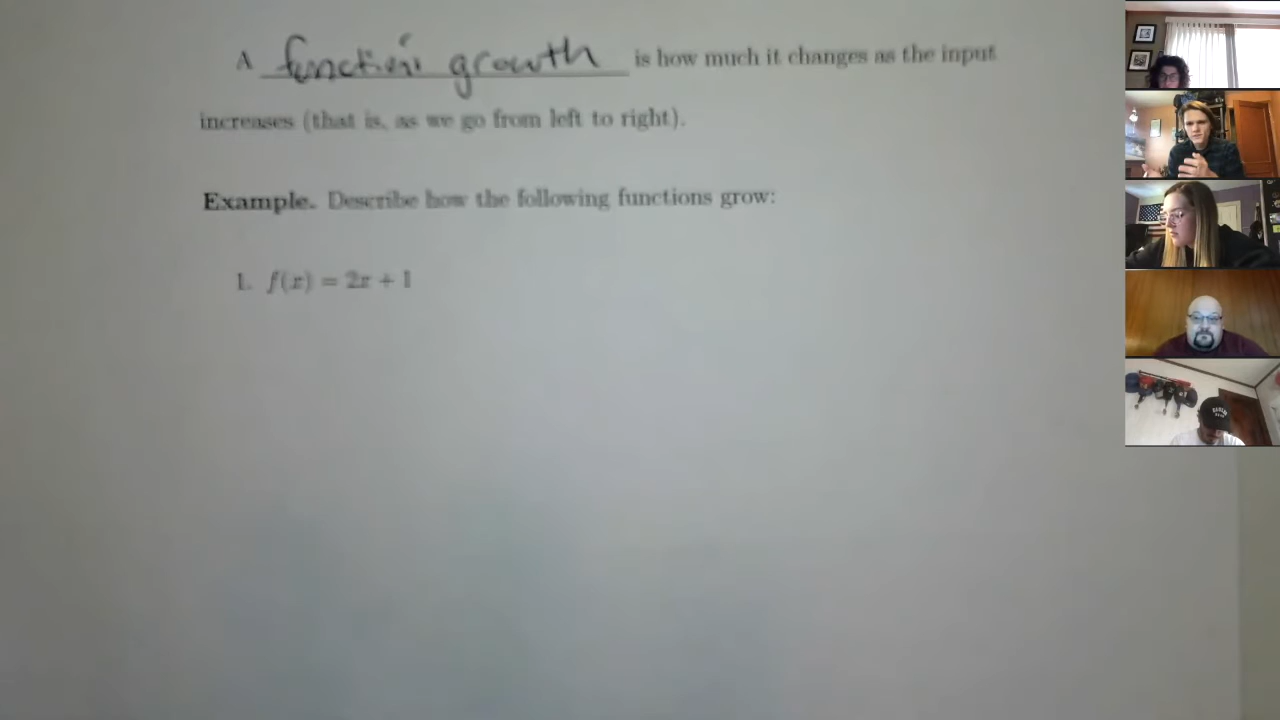 A function's growth is how much it changes as the input
increases (that is, as we go from left to right).
Example. Describe how the following functions grow:
1. f(x) = 2x + 1